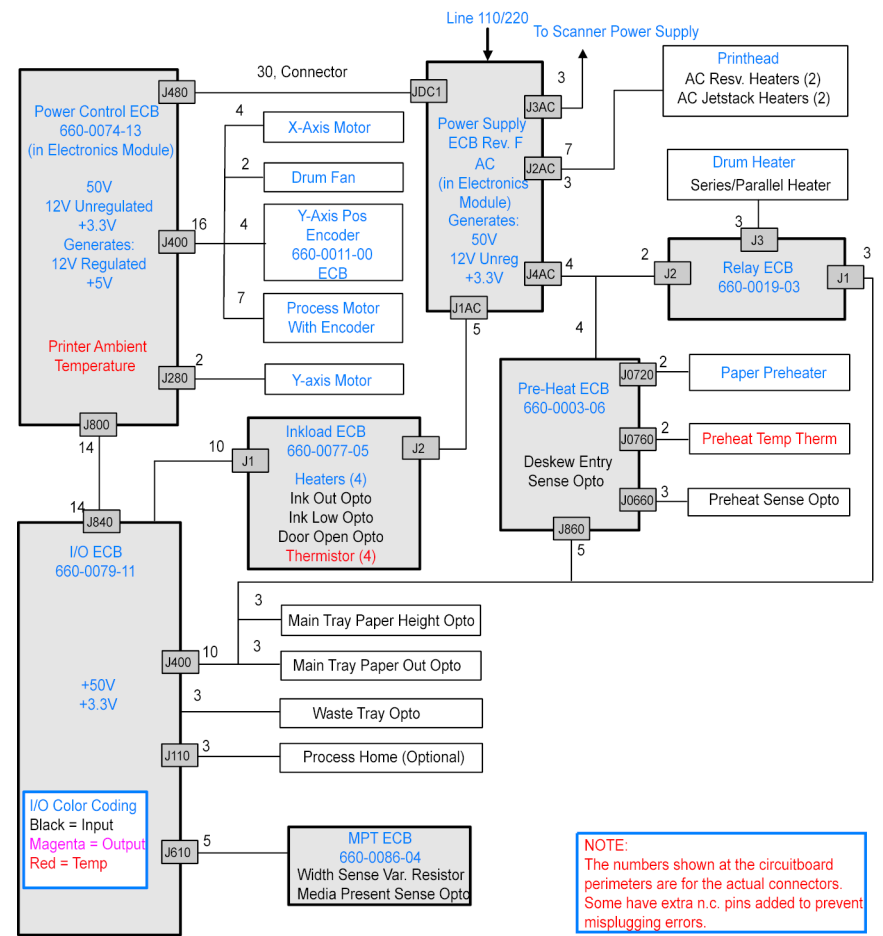 Line 110/220
To Scanner Power Supply
30, Connector
J480
JDC1
3
J3AC
Printhead
AC Resv. Heaters (2)
AC Jetstack Heaters (2)
Power Control ECB
660-0074-13
(in Electronics Module)
50V
12V Unregulated
+3.3V
Generates:
12V Regulated
+5V
Printer Ambient
Temperature
4
X-Axis Motor
2
Drum Fan
16
J400
4
Y-Axis Pos
Encoder
660-0011-00
ECB
7
Process Motor
With Encoder
2
J280
Y-axis Motor
Power Supply
ECB Rev. F
AC
(in Electronics
Module)
Generates:
50V
12V Unreg
+3.3V
7
J2AC
3
J4AC
4
J1AC
5
Drum Heater
Series/Parallel Heater
3
J3
2
J2
Relay ECB
660-0019-03
J1
3
4
J800
14
Inkload ECB
660-0077-05
Heaters (4)
Ink Out Opto
Ink Low Opto
Door Open Opto
Thermistor (4)
10
J1
J2
Pre-Heat ECB
660-0003-06
Deskew Entry
Sense Opto
J0720
2
Paper Preheater
J0760
2
Preheat Temp Therm
J0660
3
Preheat Sense Opto
J860
5
14
J840
I/O ECB
660-0079-11
+50V
+3.3V
3
Main Tray Paper Height Opto
J400
10
3
Main Tray Paper Out Opto
3
Waste Tray Opto
J110
3
Process Home (Optional)
I/O Color Coding
Black = Input
Magenta = Output
Red = Temp
J610
5
MPT ECB
660-0086-04
Width Sense Var. Resistor
Media Present Sense Opto
NOTE:
The numbers shown at the circuitboard
perimeters are for the actual connectors.
Some have extra n.c. pins added to prevent
misplugging errors.